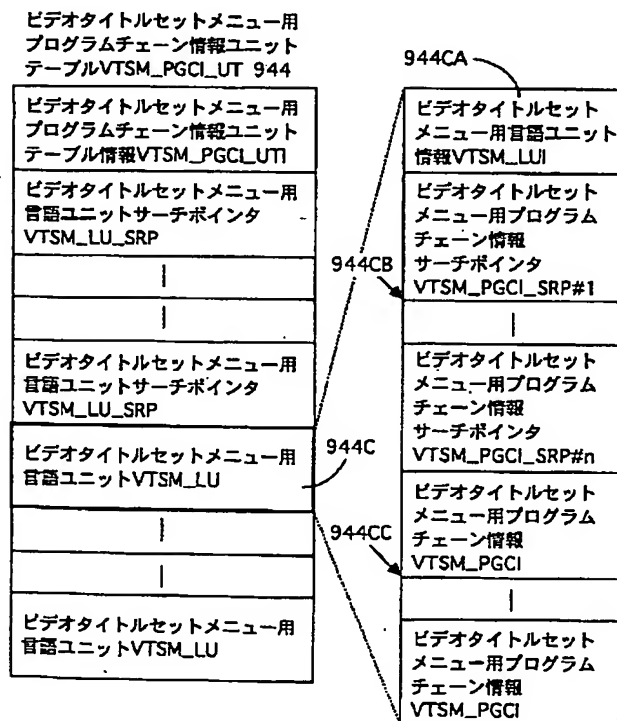 ビデオタイトルセットメニュー用
プログラムチェーン情報ユニット
テーブルVTSM_PGCI_UT 944
ビデオタイトルセットメニュー用
プログラムチェーン情報ユニット
テーブル情報VTSM_PGCI_UTI
ビデオタイトルセットメニュー用
言語ユニットサーチポインタ
VTSM_LU_SRP
ビデオタイトルセットメニュー用
言語ユニットサーチポインタ
VTSM_LU_SRP
ビデオタイトルセットメニュー用
言語ユニットVTSM_LU
ビデオタイトルセットメニュー用
言語ユニットVTSM_LU
944C
944CA
ビデオタイトルセット
メニュー用言語ユニット
情報VTSM_LUI
ビデオタイトルセット
メニュー用プログラム
チェーン情報
サーチポインタ
VTSM_PGCI_SRP#1
944CB
ビデオタイトルセット
メニュー用プログラム
チェーン情報
サーチポインタ
VTSM_PGCI_SRP#n
ビデオタイトルセット
メニュー用プログラム
チェーン情報
VTSM_PGCI
944CC
ビデオタイトルセット
メニュー用プログラム
チェーン情報
VTSM_PGCI